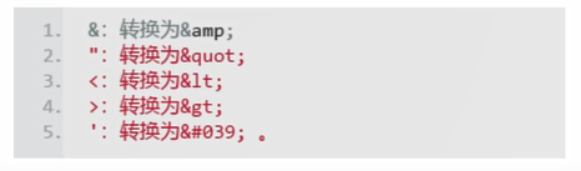 1. &: 转换为&amp;
2. ": 转换为&quot;
3. <: 转换为&lt;
4. >: 转换为&gt;
5. ': 转换为&#039; 。